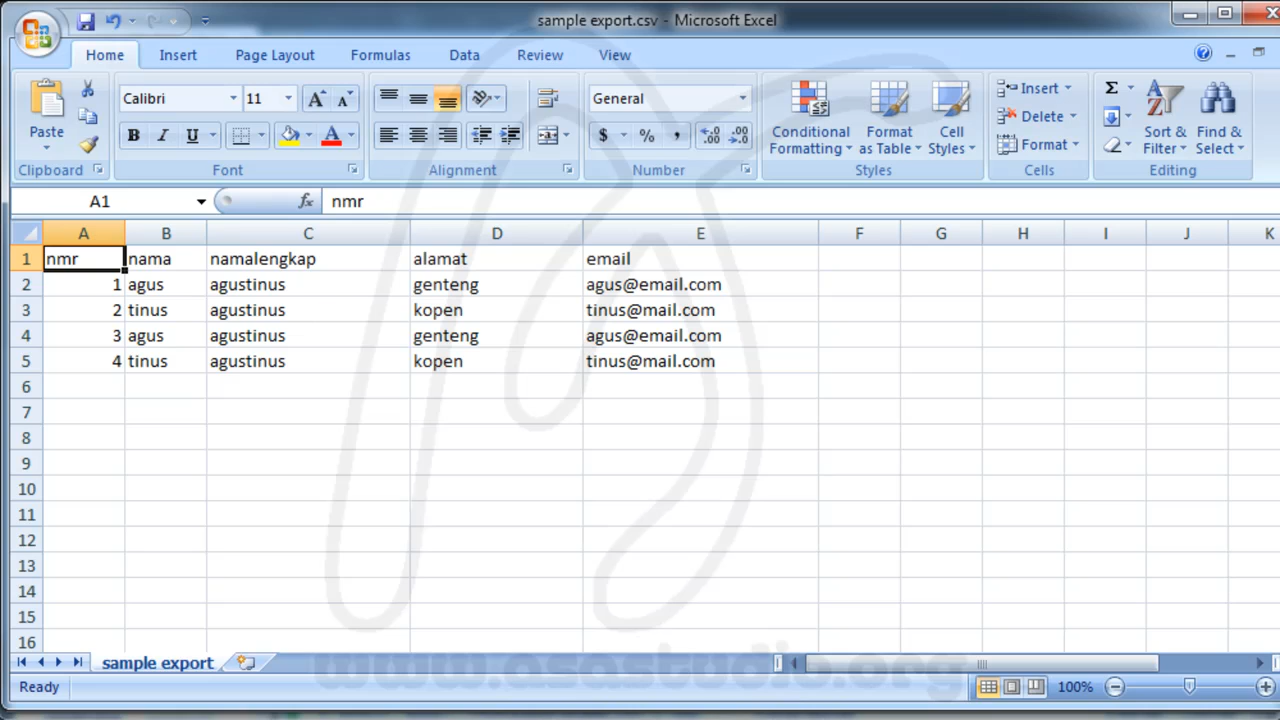 sample export.csv - Microsoft Excel
Home Insert Page Layout Formulas Data Review View
Calibri 11 General
Insert
Delete
Format
Paste
B I U $ % ,
Conditional Formatting
Format as Table
Cell Styles
Sort & Filter
Find & Select
Clipboard Font Alignment Number Styles Cells Editing
A1 fx nmr
A B C D E F G H I J K
1 nmr nama namalengkap alamat email
2 1 agus agustinus genteng agus@email.com
3 2 tinus agustinus kopen tinus@mail.com
4 3 agus agustinus genteng agus@email.com
5 4 tinus agustinus kopen tinus@mail.com
6
7
8
9
10
11
12
13
14
15
16
sample export
www.asastudio.org
Ready 100%